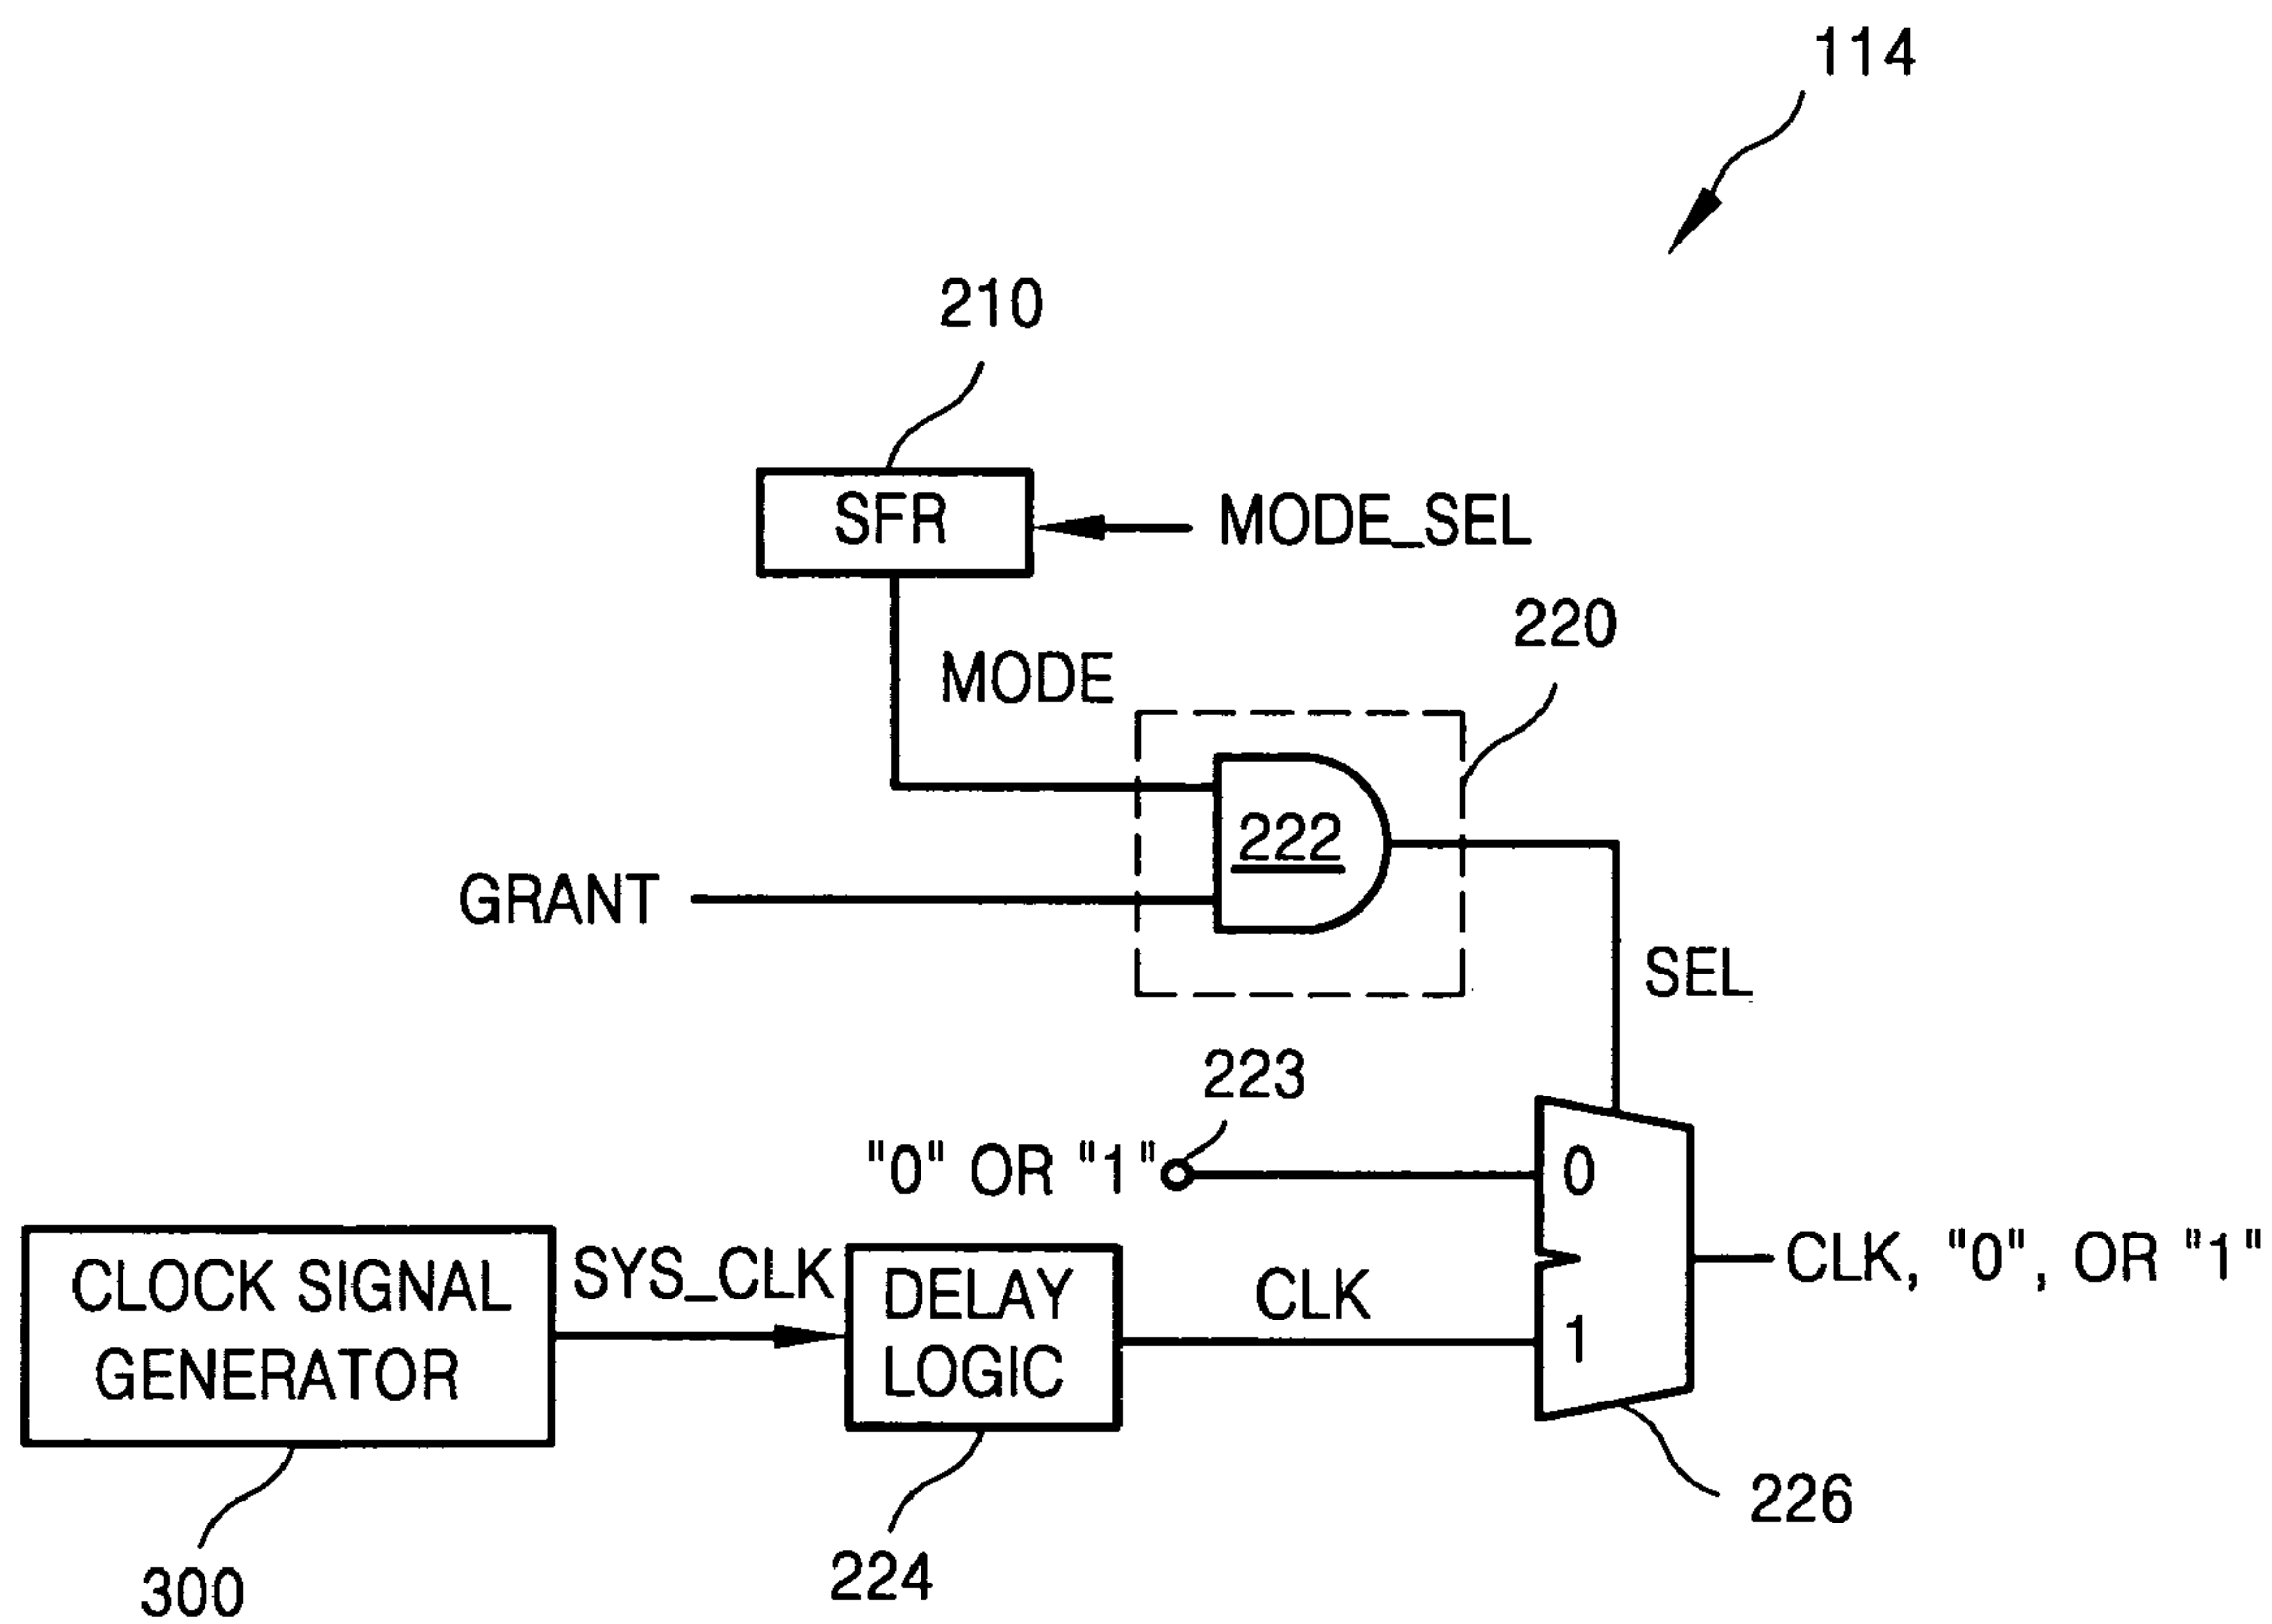 114
210
SFR
MODE_SEL
220
MODE
222
GRANT
SEL
223
"0" OR "1"
0
CLOCK SIGNAL
GENERATOR
SYS_CLK
DELAY
LOGIC
CLK
1
CLK, "0", OR "1"
226
224
300